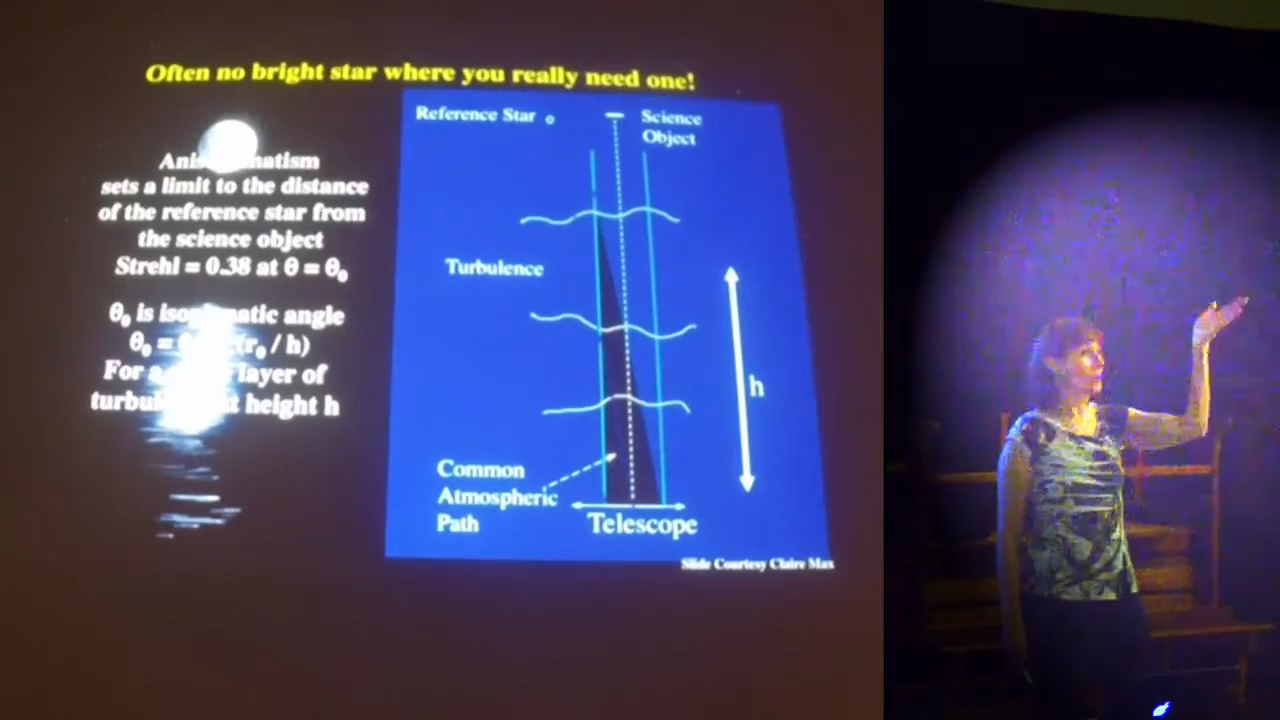 Often no bright star where you really need one!
sets a limit to the distance
of the reference star from
the science object
Strehl = 0.38 at θ = θ₀
θ₀ is angle
θ₀ = (r₀ / h)
For layer of
height h
Reference Star
Science
Object
Turbulence
h
Common
Atmospheric
Path
Telescope
Slide Courtesy Claire Max